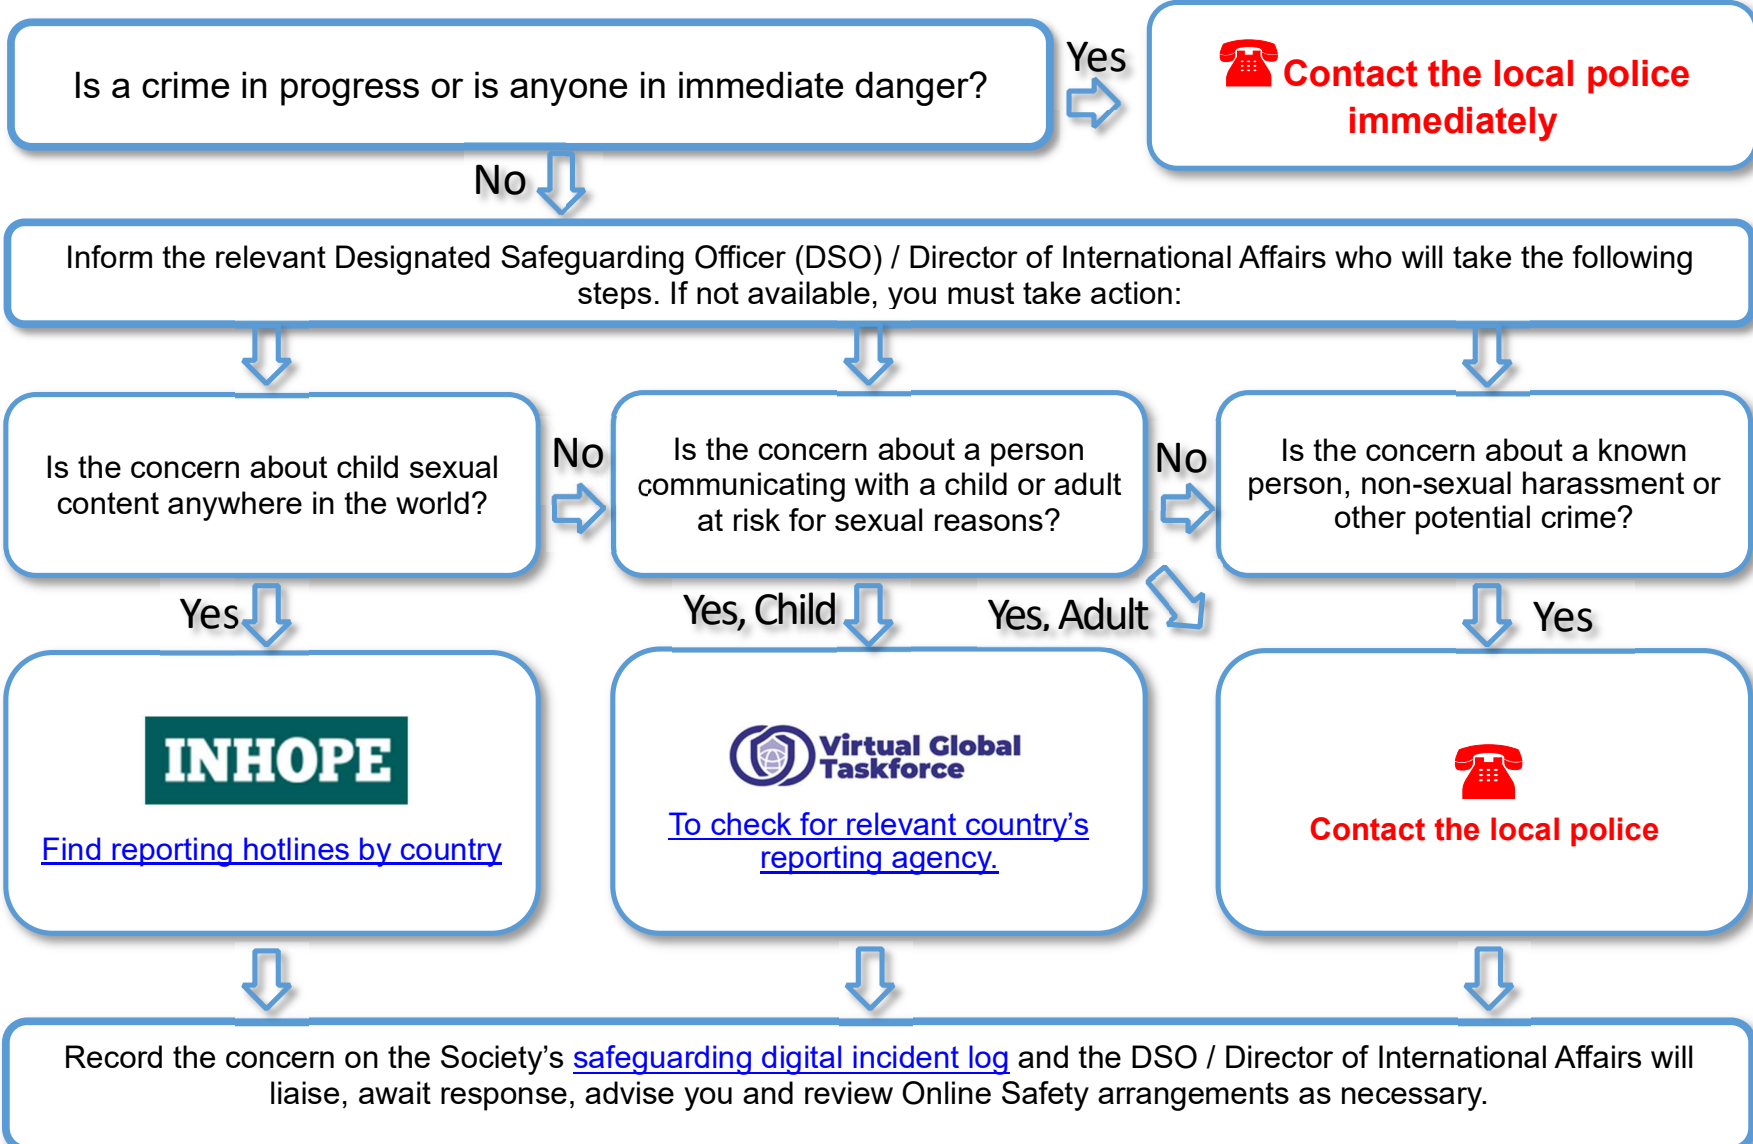 Is a crime in progress or is anyone in immediate danger?
Yes
Contact the local police
immediately
No
Inform the relevant Designated Safeguarding Officer (DSO) / Director of International Affairs who will take the following
steps. If not available, you must take action:
Is the concern about child sexual
content anywhere in the world?
No
Is the concern about a person
communicating with a child or adult
at risk for sexual reasons?
No
Is the concern about a known
person, non-sexual harassment or
other potential crime?
Yes
Yes, Child
Yes, Adult
Yes
INHOPE
Find reporting hotlines by country
Virtual Global
Taskforce
To check for relevant country’s
reporting agency.
Contact the local police
Record the concern on the Society’s safeguarding digital incident log and the DSO / Director of International Affairs will
liaise, await response, advise you and review Online Safety arrangements as necessary.